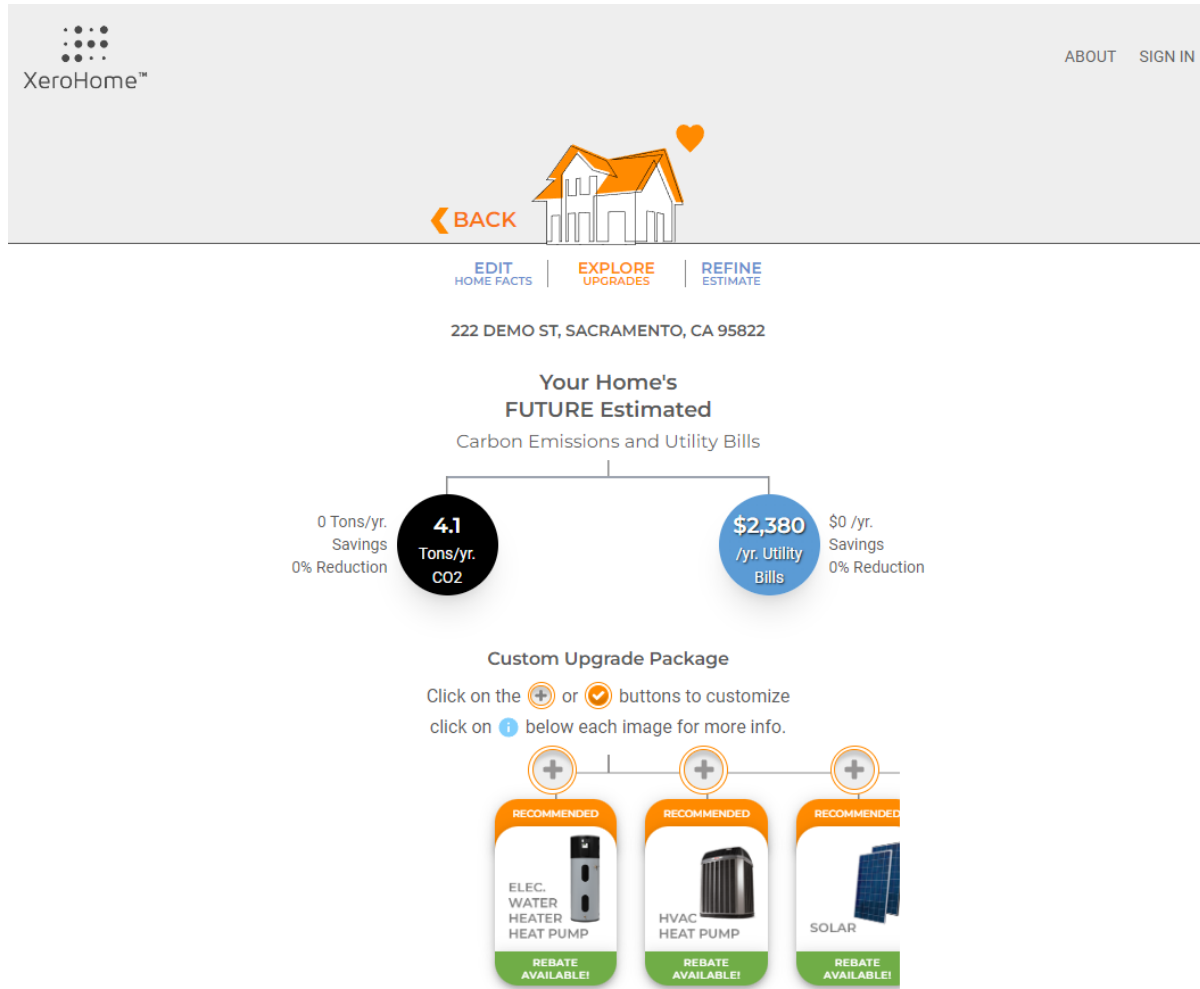 XeroHome™
ABOUT SIGN IN
BACK
EDIT
HOME FACTS
EXPLORE
UPGRADES
REFINE
ESTIMATE
222 DEMO ST, SACRAMENTO, CA 95822
Your Home's
FUTURE Estimated
Carbon Emissions and Utility Bills
0 Tons/yr.
Savings
0% Reduction
4.1
Tons/yr.
CO2
$2,380
/yr. Utility
Bills
$0 /yr.
Savings
0% Reduction
Custom Upgrade Package
Click on the or buttons to customize
click on i below each image for more info.
RECOMMENDED
ELEC.
WATER
HEATER
HEAT PUMP
REBATE
AVAILABLE!
RECOMMENDED
HVAC
HEAT PUMP
REBATE
AVAILABLE!
RECOMMENDED
SOLAR
REBATE
AVAILABLE!